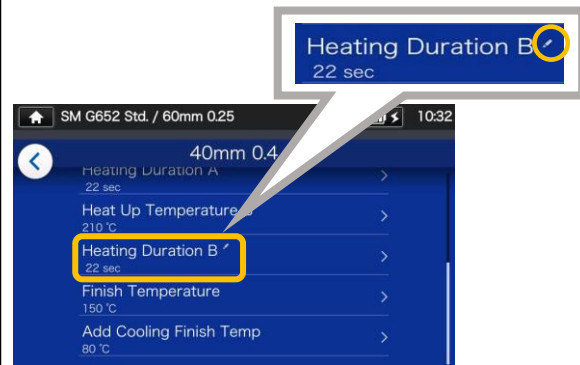 Heating Duration B
22 sec
SM G652 Std. / 60mm 0.25
10:32
40mm 0.4
Heating Duration A
22 sec
Heat Up Temperature
210 ℃
Heating Duration B
22 sec
Finish Temperature
150 ℃
Add Cooling Finish Temp
80 ℃